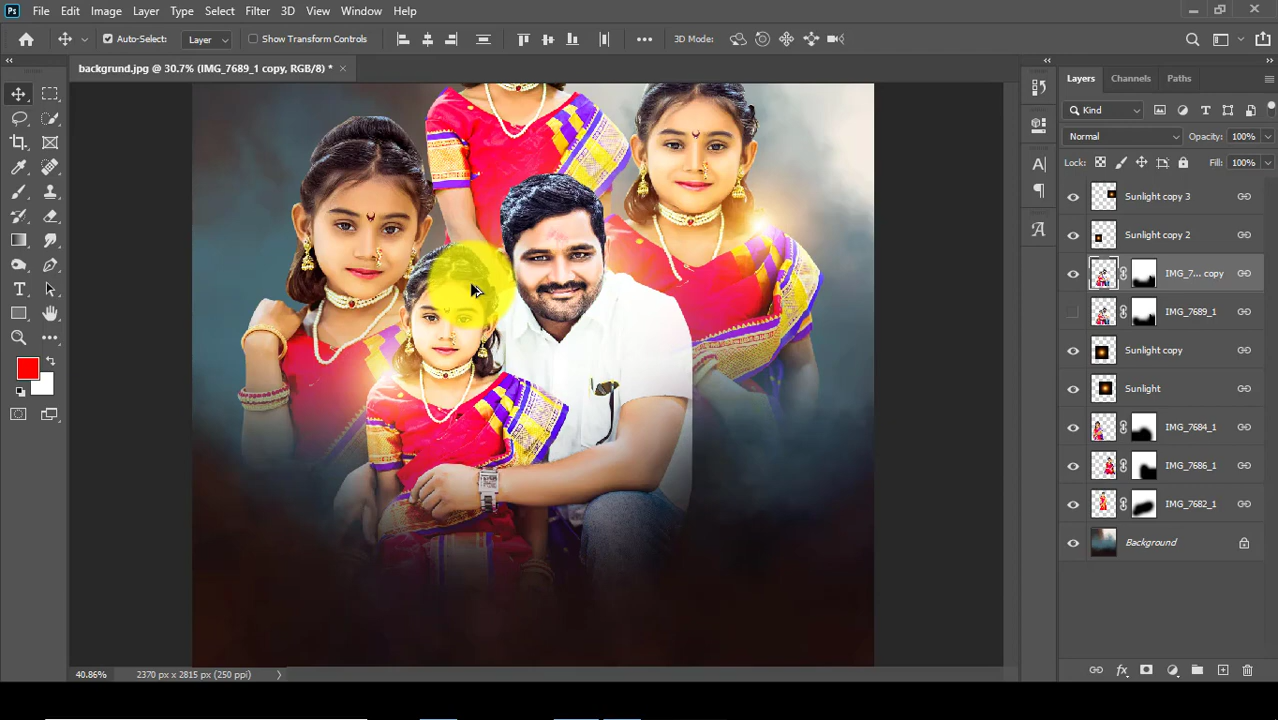 Ps File Edit Image Layer Type Select Filter 3D View Window Help
Auto-Select: Layer Show Transform Controls 3D Mode:
backgrund.jpg @ 30.7% (IMG_7689_1 copy, RGB/8) *
Layers Channels Paths
Kind
Normal Opacity: 100%
Lock: Fill: 100%
Sunlight copy 3
Sunlight copy 2
IMG_7... copy
IMG_7689_1
Sunlight copy
Sunlight
IMG_7684_1
IMG_7686_1
IMG_7682_1
Background
40.86% 2370 px x 2815 px (250 ppi)